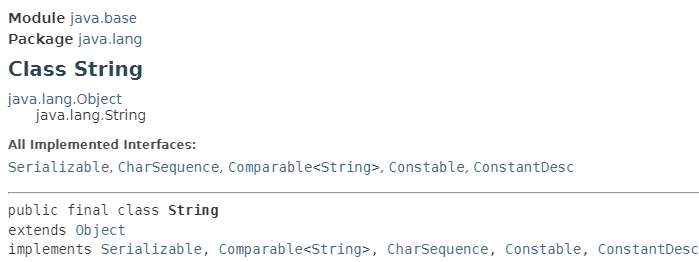 Module java.base
Package java.lang
Class String
java.lang.Object
java.lang.String
All Implemented Interfaces:
Serializable, CharSequence, Comparable<String>, Constable, ConstantDesc
public final class String
extends Object
implements Serializable, Comparable<String>, CharSequence, Constable, ConstantDesc